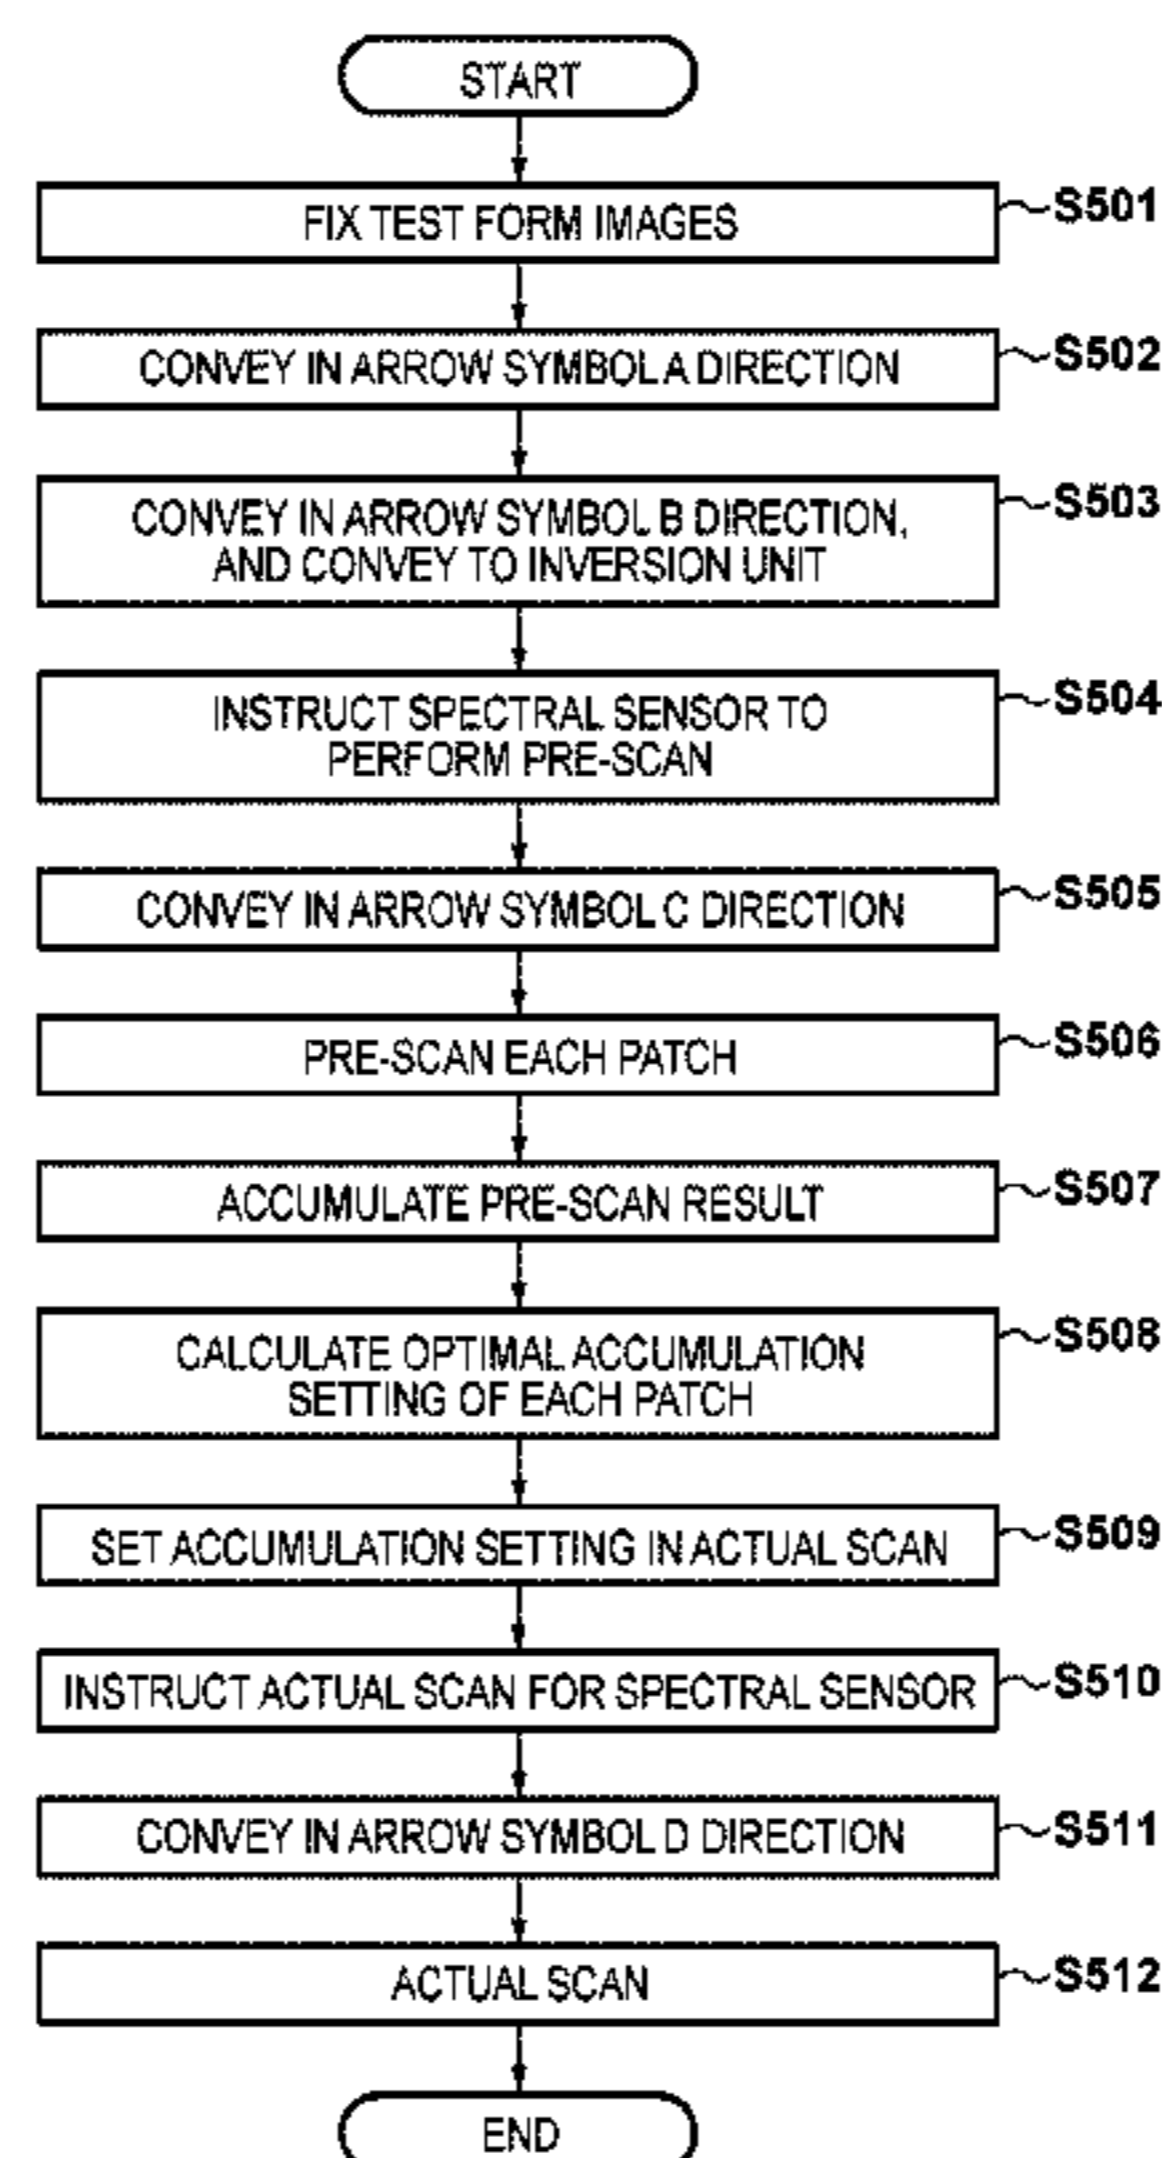 START
FIX TEST FORM IMAGES
S501
CONVEY IN ARROW SYMBOL A DIRECTION
S502
CONVEY IN ARROW SYMBOL B DIRECTION,
AND CONVEY TO INVERSION UNIT
S503
INSTRUCT SPECTRAL SENSOR TO
PERFORM PRE-SCAN
S504
CONVEY IN ARROW SYMBOL C DIRECTION
S505
PRE-SCAN EACH PATCH
S506
ACCUMULATE PRE-SCAN RESULT
S507
CALCULATE OPTIMAL ACCUMULATION
SETTING OF EACH PATCH
S508
SET ACCUMULATION SETTING IN ACTUAL SCAN
S509
INSTRUCT ACTUAL SCAN FOR SPECTRAL SENSOR
S510
CONVEY IN ARROW SYMBOL D DIRECTION
S511
ACTUAL SCAN
S512
END